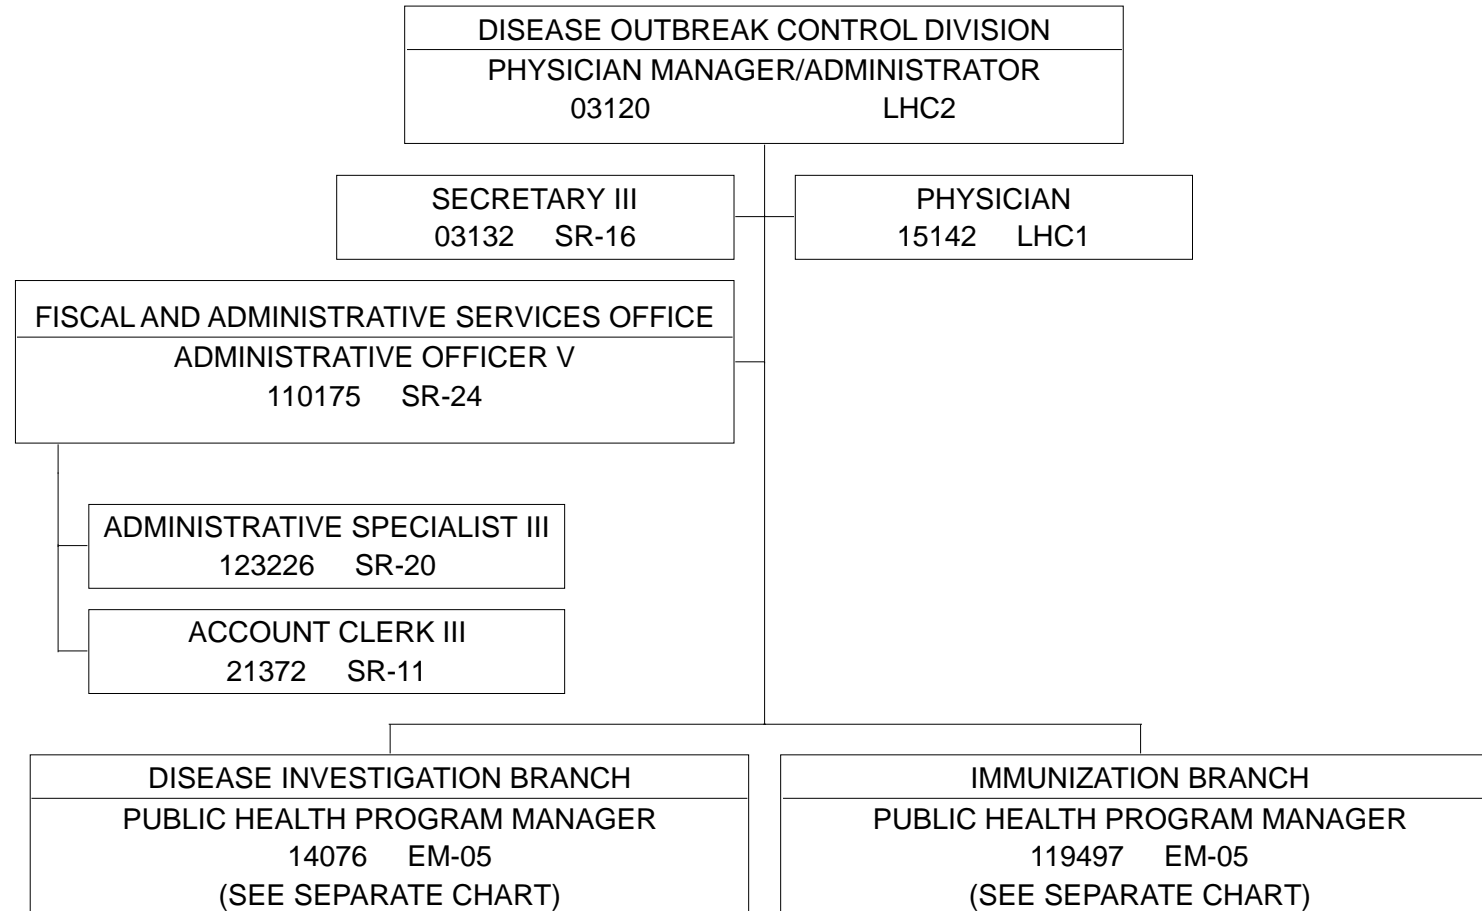 DISEASE OUTBREAK CONTROL DIVISION
PHYSICIAN MANAGER/ADMINISTRATOR
03120 LHC2
SECRETARY III
03132 SR-16
PHYSICIAN
15142 LHC1
FISCAL AND ADMINISTRATIVE SERVICES OFFICE
ADMINISTRATIVE OFFICER V
110175 SR-24
ADMINISTRATIVE SPECIALIST III
123226 SR-20
ACCOUNT CLERK III
21372 SR-11
DISEASE INVESTIGATION BRANCH
PUBLIC HEALTH PROGRAM MANAGER
14076 EM-05
(SEE SEPARATE CHART)
IMMUNIZATION BRANCH
PUBLIC HEALTH PROGRAM MANAGER
119497 EM-05
(SEE SEPARATE CHART)